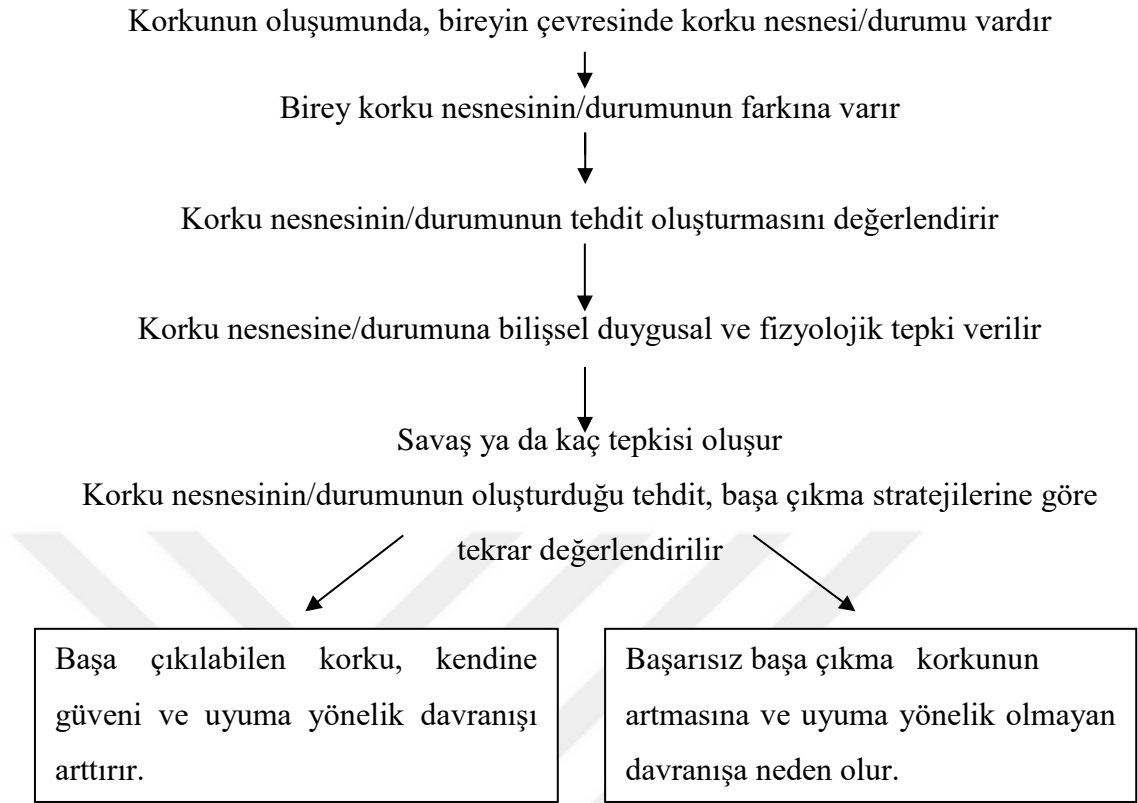 Korkunun oluşumunda, bireyin çevresinde korku nesnesi/durumu vardır
Birey korku nesnesinin/durumunun farkına varır
Korku nesnesinin/durumunun tehdit oluşturmasını değerlendirir
Korku nesnesine/durumuna bilişsel duygusal ve fizyolojik tepki verilir
Savaş ya da kaç tepkisi oluşur
Korku nesnesinin/durumunun oluşturduğu tehdit, başa çıkma stratejilerine göre
tekrar değerlendirilir
Başa çıkılabilen korku, kendine
güveni ve uyuma yönelik davranışı
arttırır.
Başarısız başa çıkma korkunun
artmasına ve uyuma yönelik olmayan
davranışa neden olur.